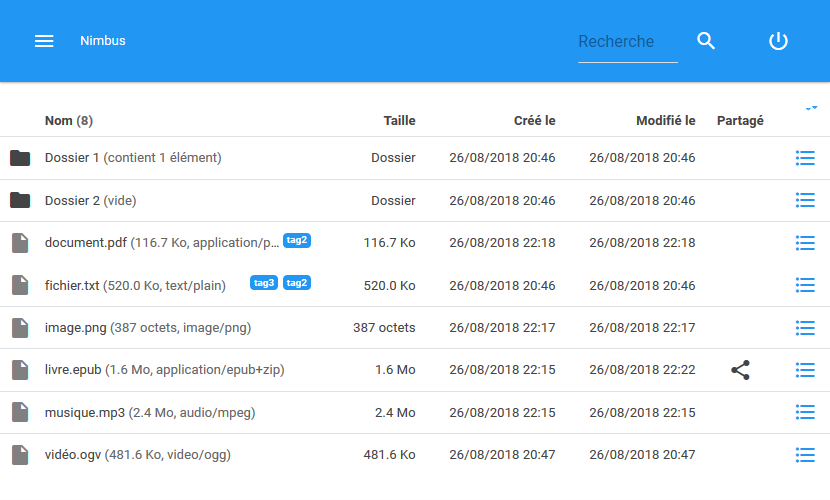 Nimbus Recherche
Nom (8) Taille Créé le Modifié le Partagé
Dossier 1 (contient 1 élément) Dossier 26/08/2018 20:46 26/08/2018 20:46
Dossier 2 (vide) Dossier 26/08/2018 20:46 26/08/2018 20:46
document.pdf (116.7 Ko, application/p... tag2 116.7 Ko 26/08/2018 22:18 26/08/2018 22:18
fichier.txt (520.0 Ko, text/plain) tag3 tag2 520.0 Ko 26/08/2018 20:46 26/08/2018 20:46
image.png (387 octets, image/png) 387 octets 26/08/2018 22:17 26/08/2018 22:17
livre.epub (1.6 Mo, application/epub+zip) 1.6 Mo 26/08/2018 22:15 26/08/2018 22:22
musique.mp3 (2.4 Mo, audio/mpeg) 2.4 Mo 26/08/2018 22:15 26/08/2018 22:15
vidéo.ogv (481.6 Ko, video/ogg) 481.6 Ko 26/08/2018 20:47 26/08/2018 20:47